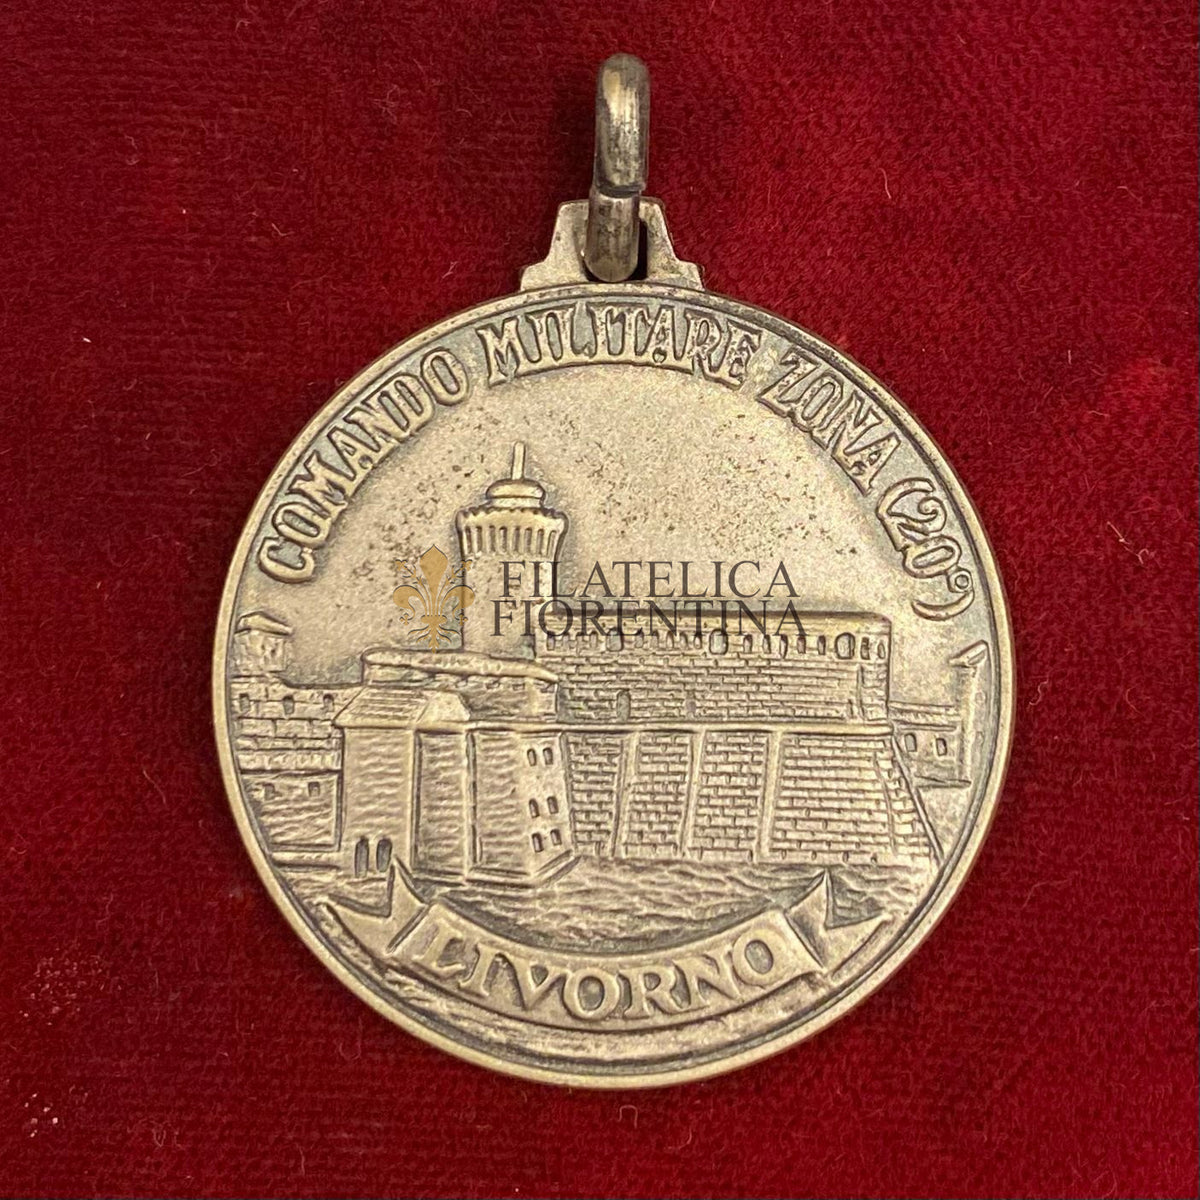 COMANDO MILITARE ZONA (20°)
FILATELICA
FIORENTINA
LIVORNO